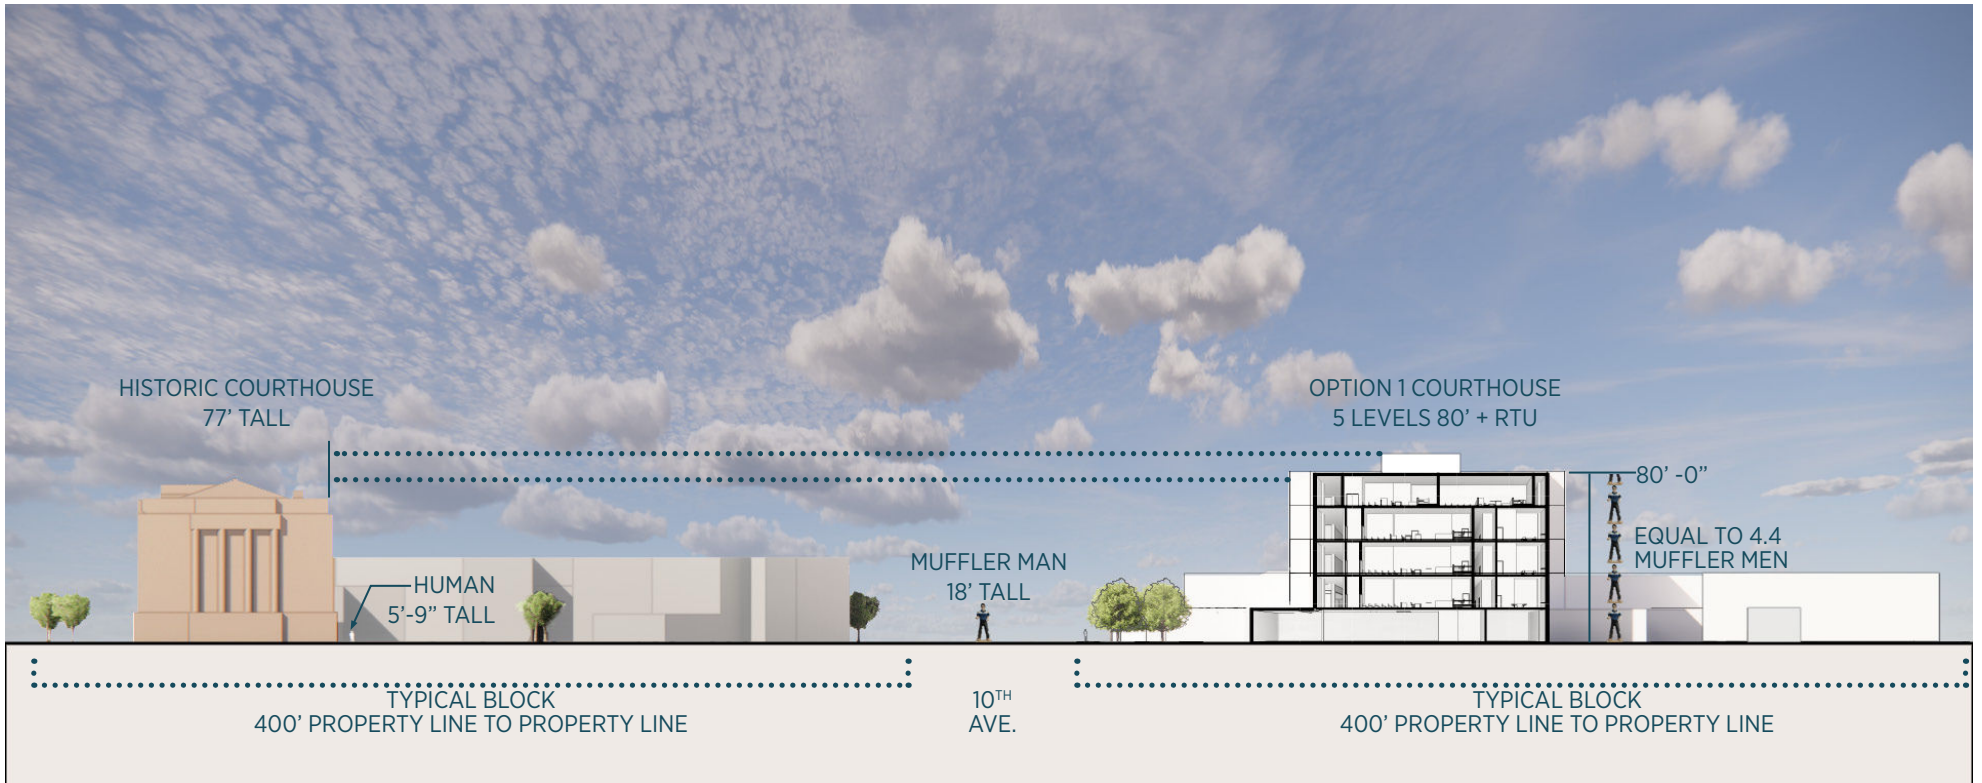 HISTORIC COURTHOUSE
77’ TALL
OPTION 1 COURTHOUSE
5 LEVELS 80’ + RTU
80’ -0”
EQUAL TO 4.4
MUFFLER MEN
MUFFLER MAN
18’ TALL
HUMAN
5’-9” TALL
TYPICAL BLOCK
400’ PROPERTY LINE TO PROPERTY LINE
10TH
AVE.
TYPICAL BLOCK
400’ PROPERTY LINE TO PROPERTY LINE